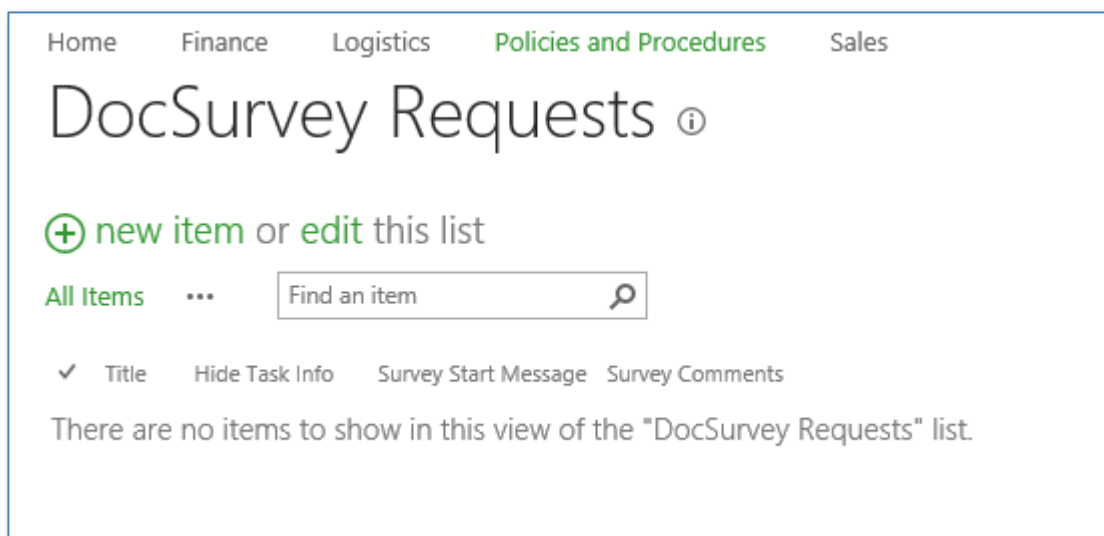 Home Finance Logistics Policies and Procedures Sales
DocSurvey Requests
new item or edit this list
All Items ••• Find an item
Title Hide Task Info Survey Start Message Survey Comments
There are no items to show in this view of the "DocSurvey Requests" list.